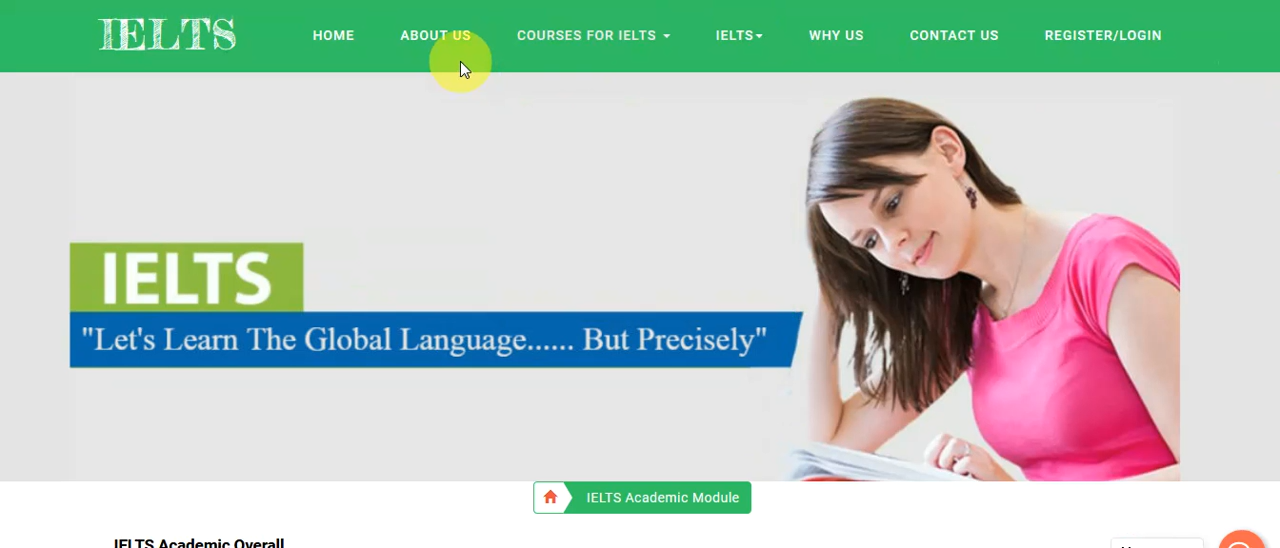 IELTS
HOME
ABOUT US
COURSES FOR IELTS
IELTS
WHY US
CONTACT US
REGISTER/LOGIN
IELTS
"Let's Learn The Global Language...... But Precisely"
IELTS Academic Module
IELTS Academic Overall